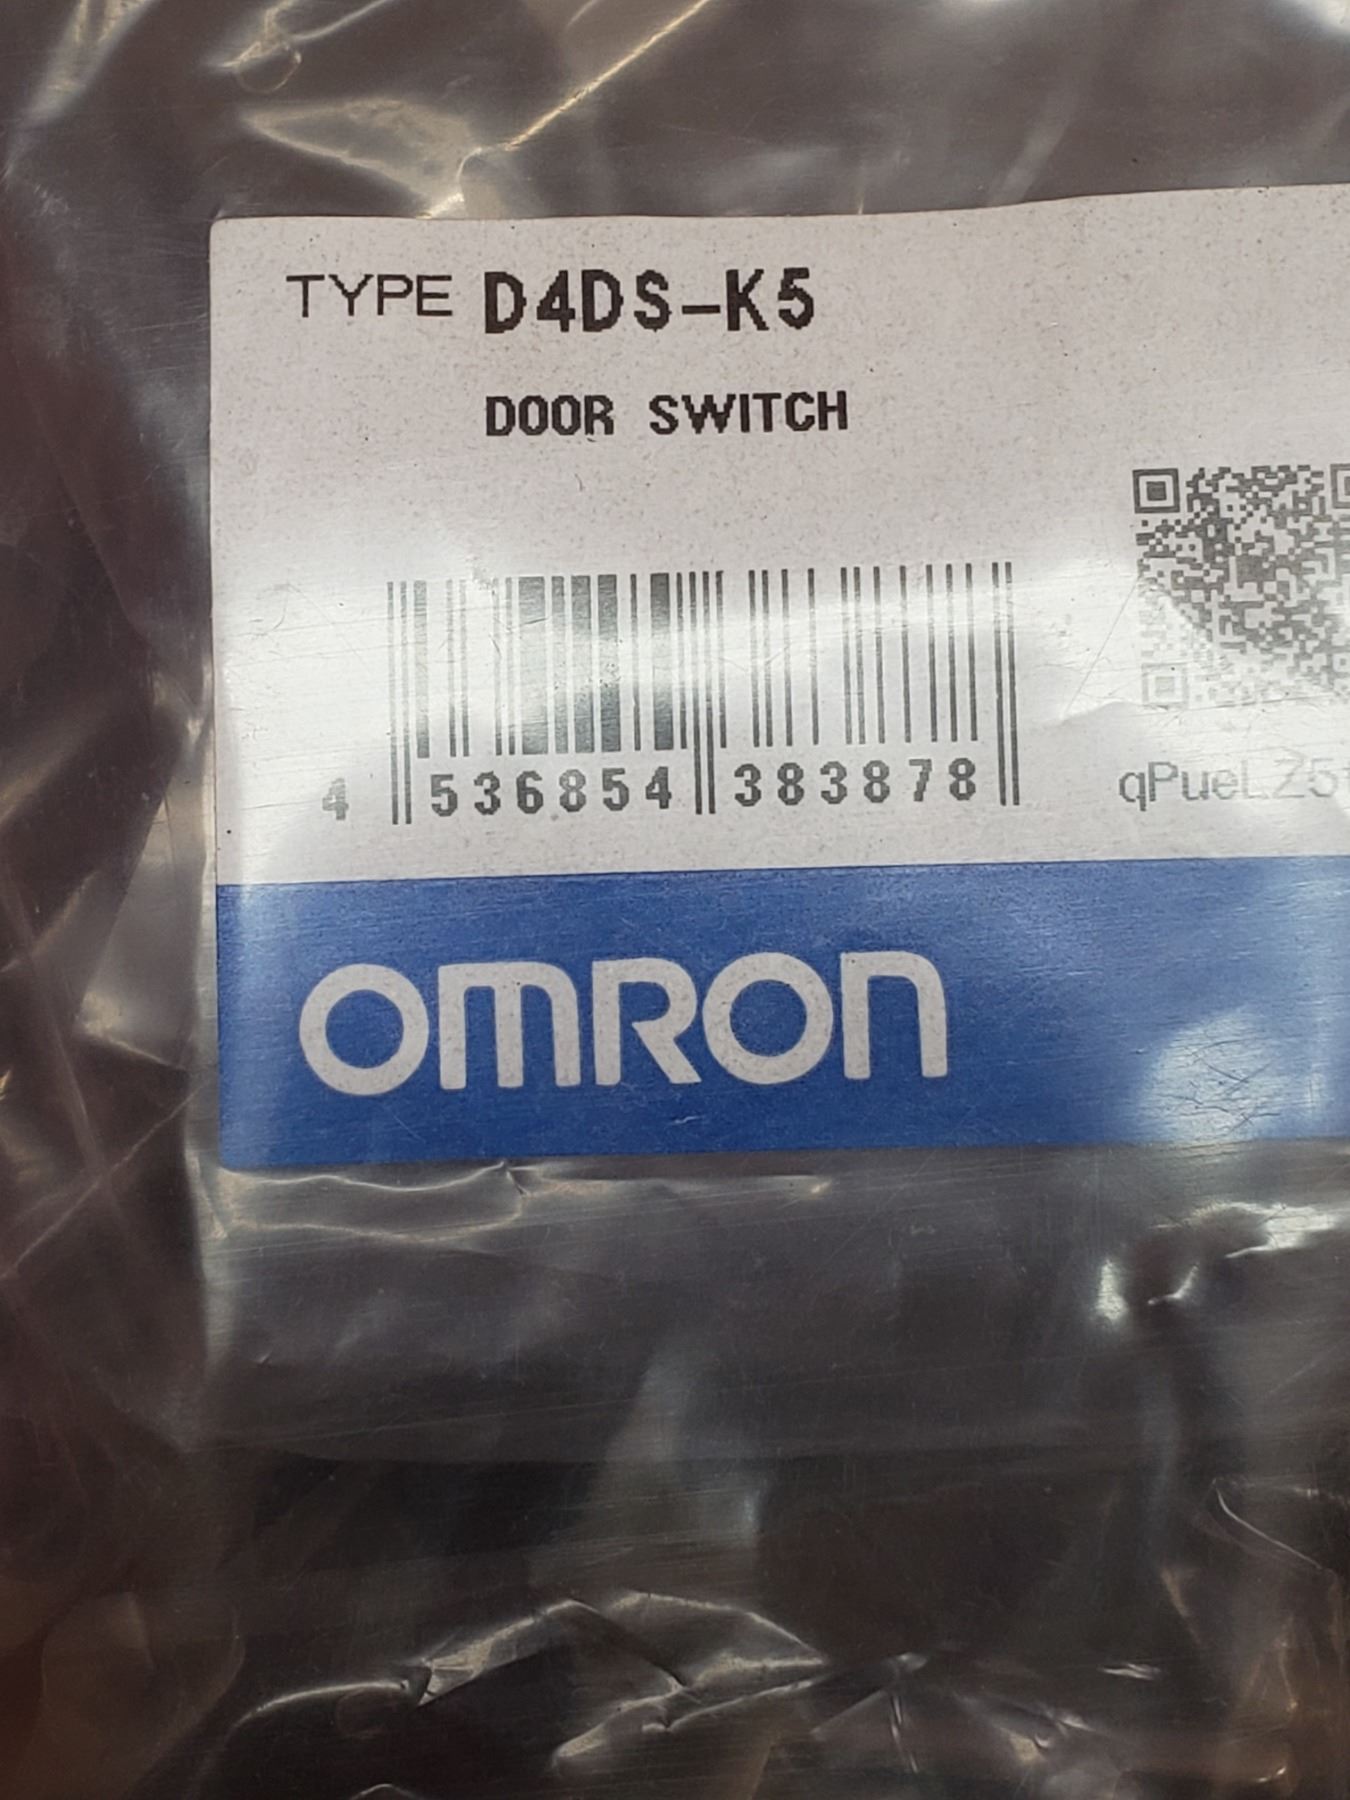 TYPE D4DS-K5
DOOR SWITCH
4 536854 383878
OMRON